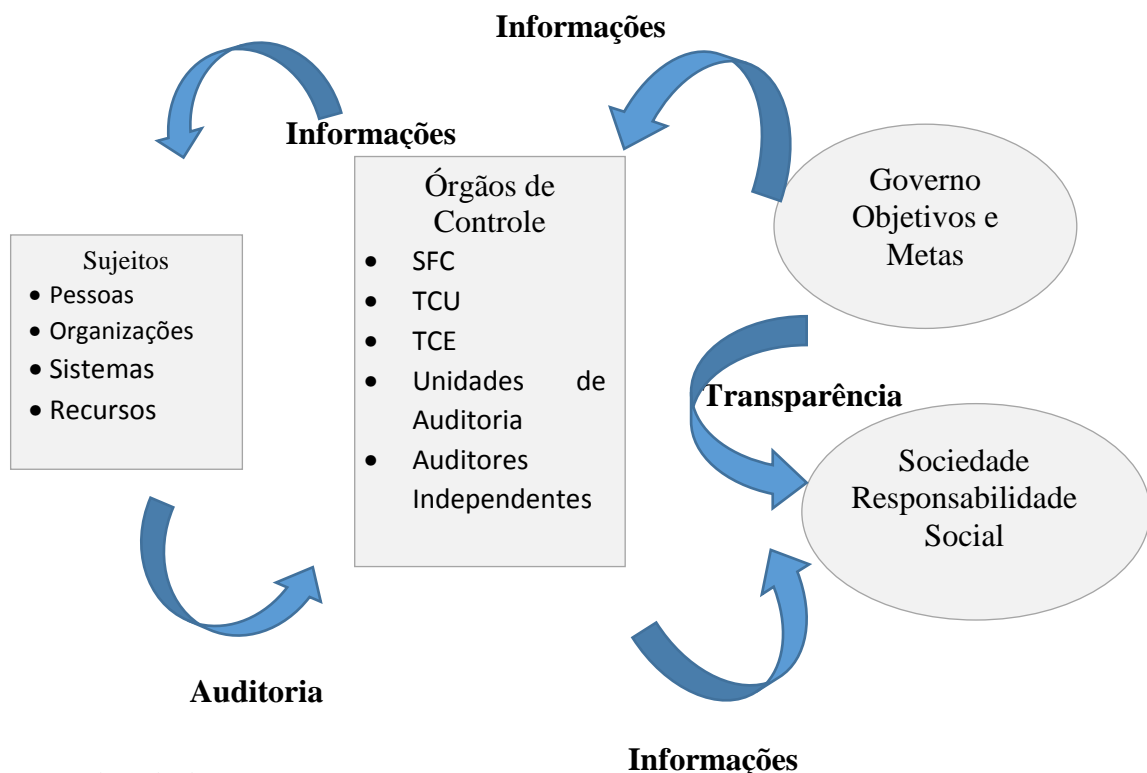 Informações
Informações
Órgãos de
Controle
• SFC
• TCU
• TCE
• Unidades de
Auditoria
• Auditores
Independentes
Governo
Objetivos e
Metas
Sujeitos
• Pessoas
• Organizações
• Sistemas
• Recursos
Transparência
Sociedade
Responsabilidade
Social
Auditoria
Informações